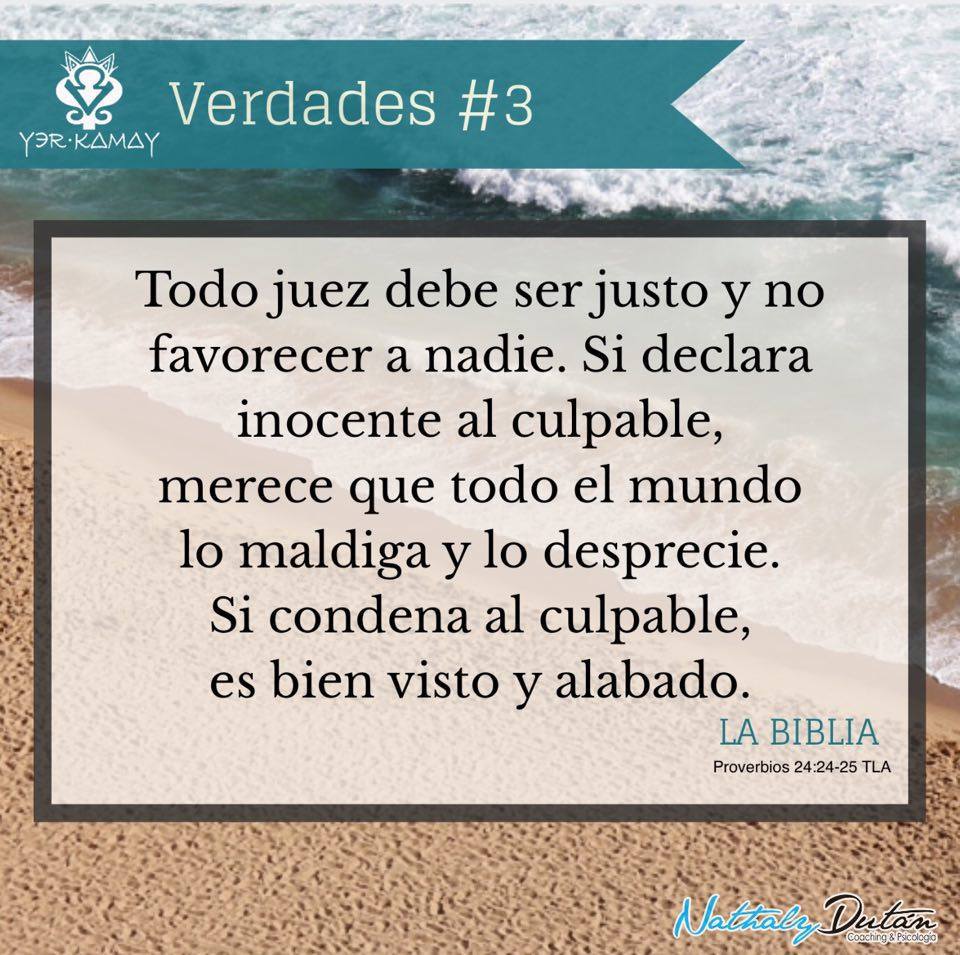 YЭR·KAMAY
Verdades #3
Todo juez debe ser justo y no
favorecer a nadie. Si declara
inocente al culpable,
merece que todo el mundo
lo maldiga y lo desprecie.
Si condena al culpable,
es bien visto y alabado.
LA BIBLIA
Proverbios 24:24-25 TLA
Nathaly Dután
Coaching & Psicología